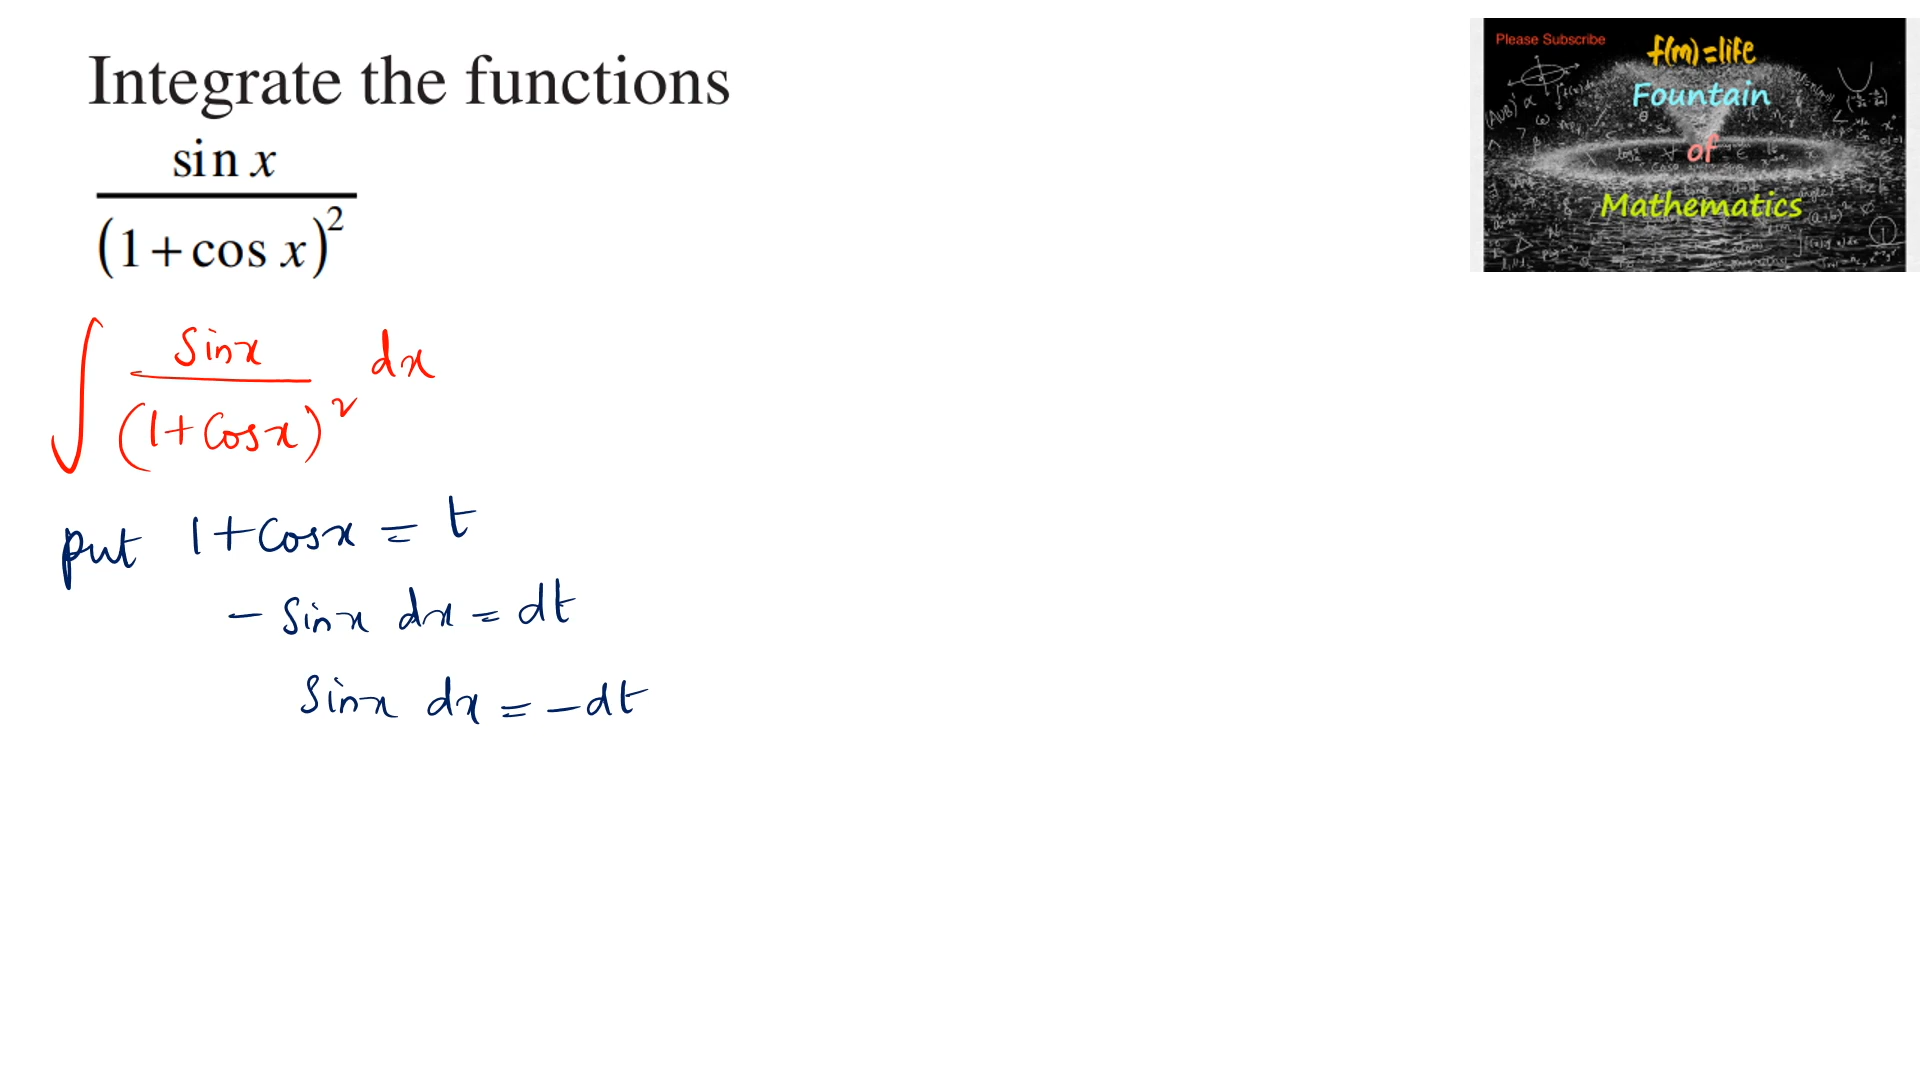 Integrate the functions
sin x
(1+cos x)²
∫ Sinx dx
(1+Cosx)²
put 1+Cosx = t
- Sinx dx = dt
Sinx dx = -dt
Please Subscribe
f(m)=life
Fountain
of
Mathematics